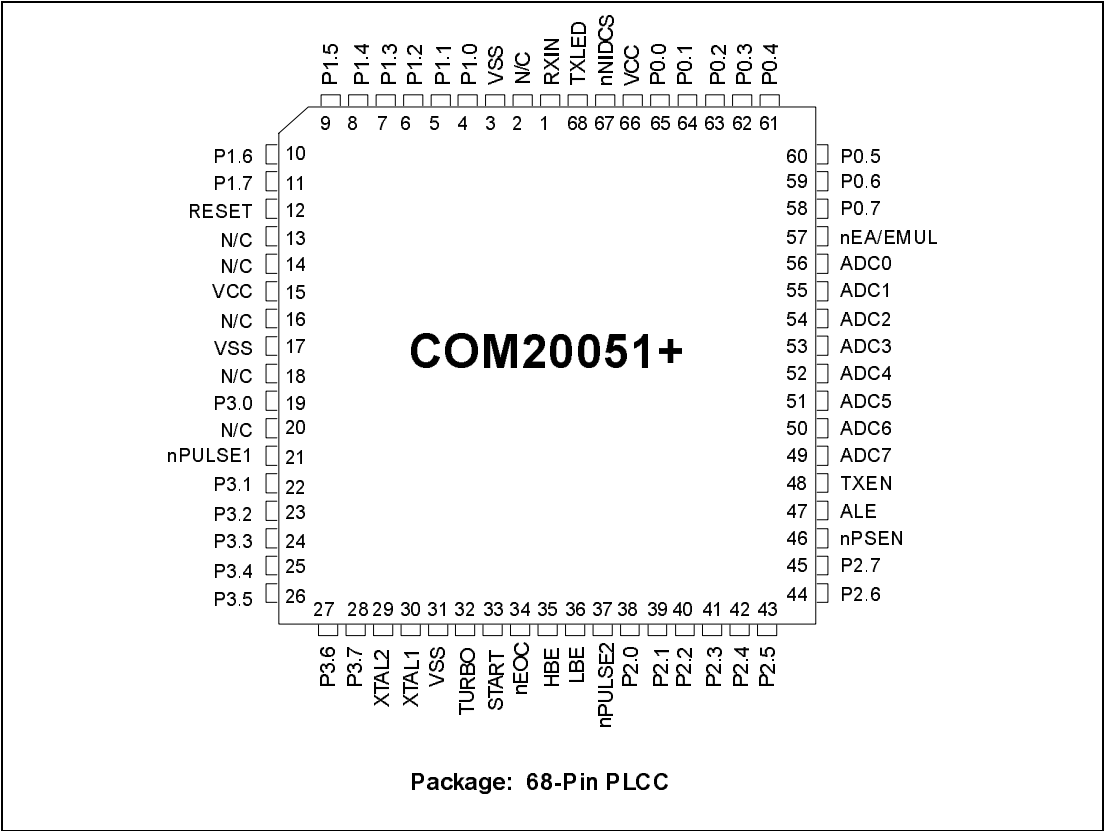 P1.5 P1.4 P1.3 P1.2 P1.1 P1.0 VSS N/C RXIN TXLED nNIDCS VCC P0.0 P0.1 P0.2 P0.3 P0.4
9 8 7 6 5 4 3 2 1 68 67 66 65 64 63 62 61
P1.6 10 60 P0.5
P1.7 11 59 P0.6
RESET 12 58 P0.7
N/C 13 57 nEA/EMUL
N/C 14 56 ADC0
VCC 15 55 ADC1
N/C 16 54 ADC2
VSS 17 53 ADC3
COM20051+
N/C 18 52 ADC4
P3.0 19 51 ADC5
N/C 20 50 ADC6
nPULSE1 21 49 ADC7
P3.1 22 48 TXEN
P3.2 23 47 ALE
P3.3 24 46 nPSEN
P3.4 25 45 P2.7
P3.5 26 44 P2.6
27 28 29 30 31 32 33 34 35 36 37 38 39 40 41 42 43
P3.6 P3.7 XTAL2 XTAL1 VSS TURBO START nEOC HBE LBE nPULSE2 P2.0 P2.1 P2.2 P2.3 P2.4 P2.5
Package: 68-Pin PLCC